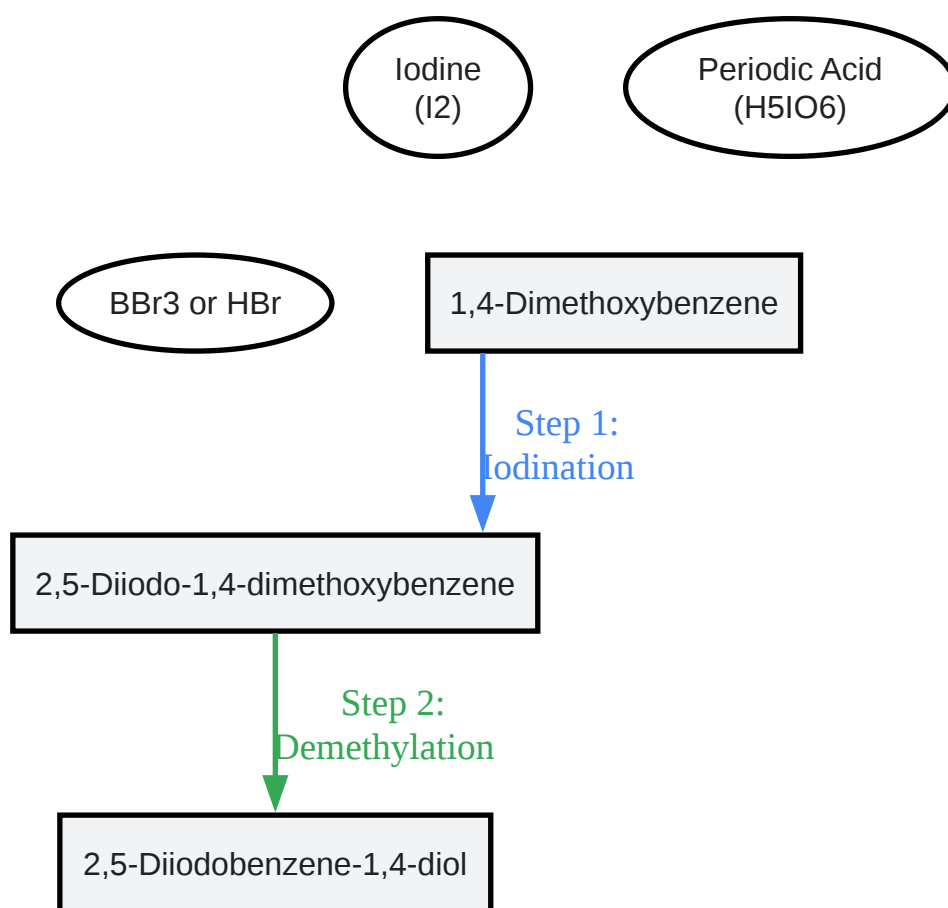 Iodine
(I2)
Periodic Acid
(H5IO6)
BBr3 or HBr
1,4-Dimethoxybenzene
Step 1:
Iodination
2,5-Diiodo-1,4-dimethoxybenzene
Step 2:
Demethylation
2,5-Diiodobenzene-1,4-diol